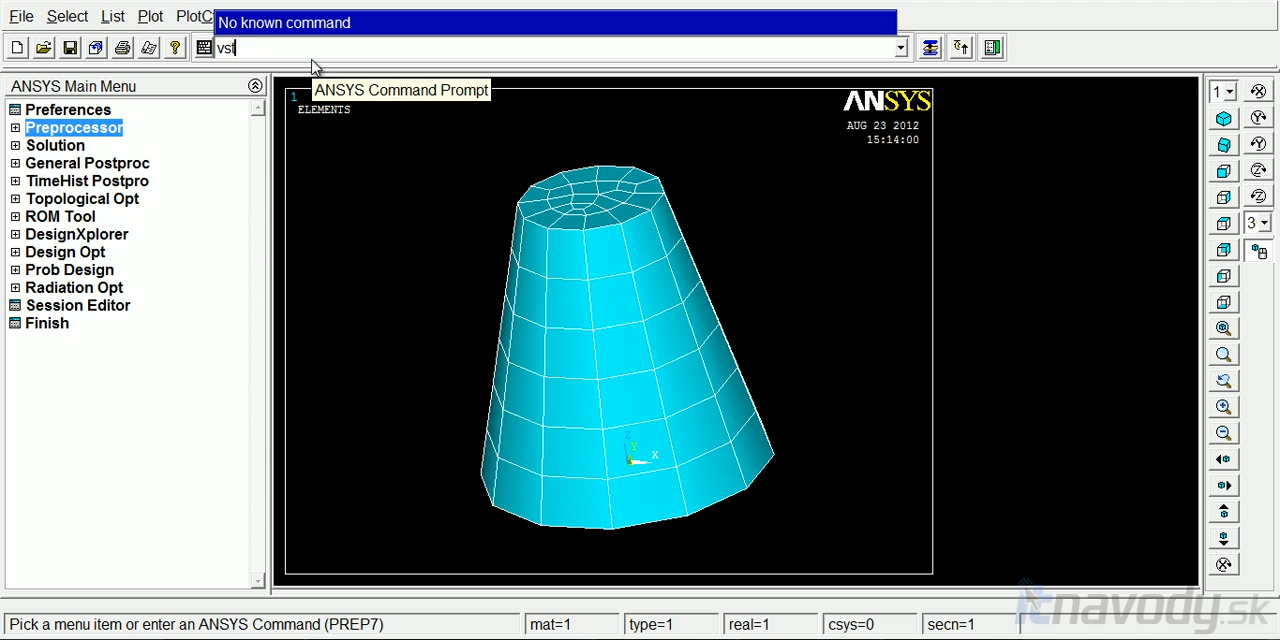 File Select List Plot PlotC
No known command
vst
ANSYS Main Menu
ANSYS Command Prompt
Preferences
Preprocessor
Solution
General Postproc
TimeHist Postpro
Topological Opt
ROM Tool
DesignXplorer
Design Opt
Prob Design
Radiation Opt
Session Editor
Finish
1
ELEMENTS
ANSYS
AUG 23 2012
15:14:00
Z
Y
X
1
3
Pick a menu item or enter an ANSYS Command (PREP7)
mat=1
type=1
real=1
csys=0
secn=1
itnavody.sk